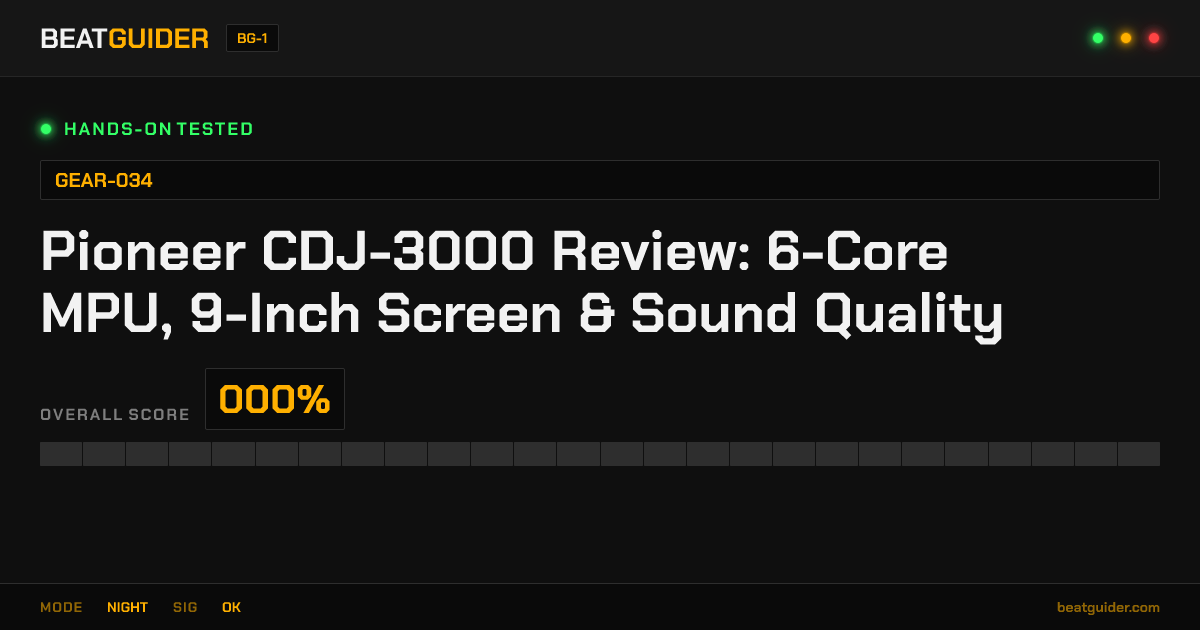 BEATGUIDER BG-1
HANDS-ON TESTED
GEAR-034
Pioneer CDJ-3000 Review: 6-Core
MPU, 9-Inch Screen & Sound Quality
OVERALL SCORE 000%
MODE NIGHT SIG OK beatguider.com